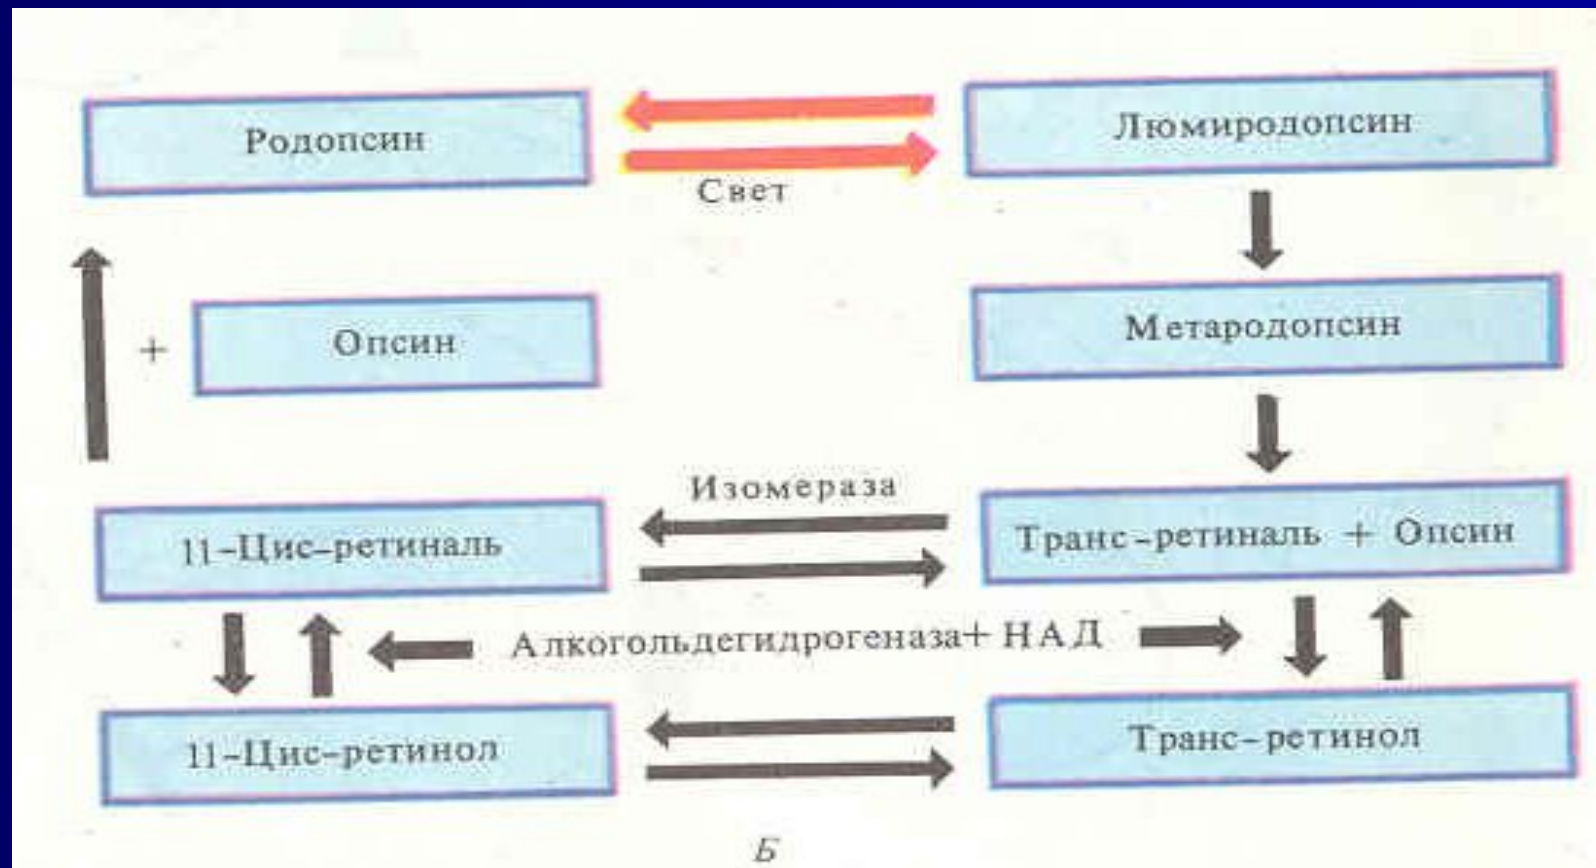 Родопсин
Люмиродопсин
Свет
Метародопсин
+ Опсин
Изомераза
11-Цис-ретиналь
Транс-ретиналь + Опсин
Алкогольдегидрогеназа+ НАД
11-Цис-ретинол
Транс-ретинол
Б